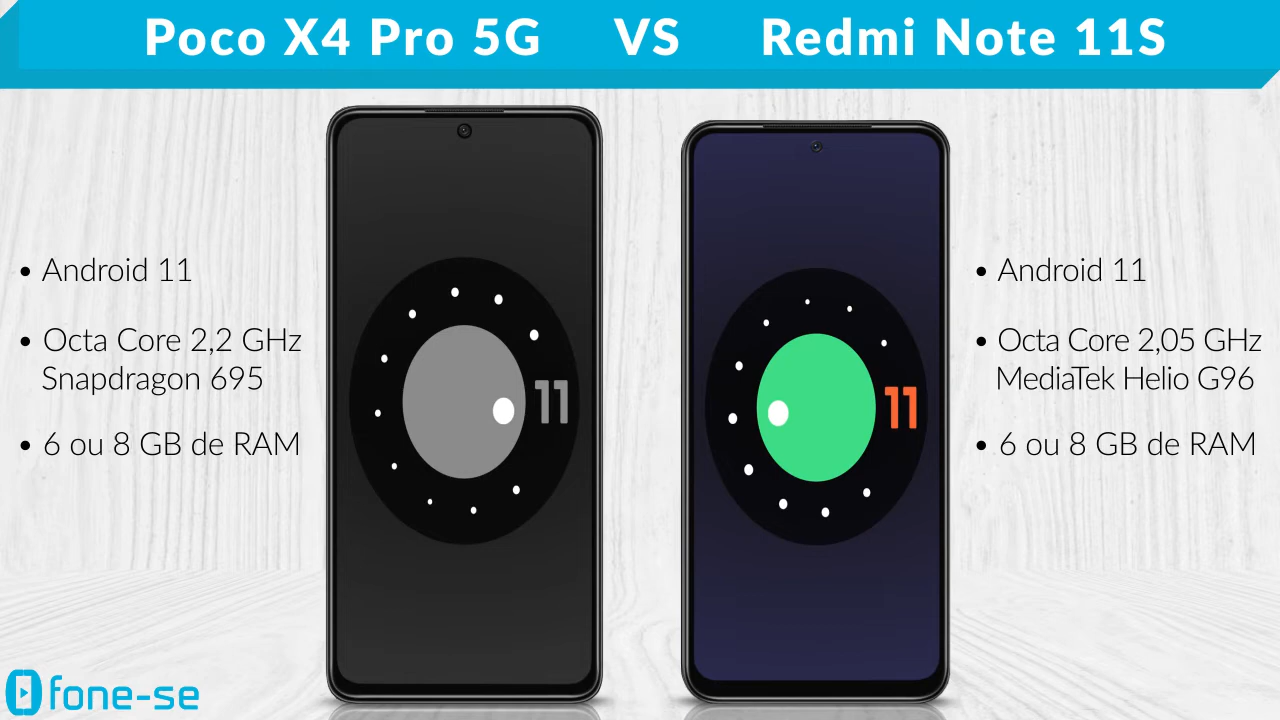 Poco X4 Pro 5G VS Redmi Note 11S
• Android 11
• Octa Core 2,2 GHz
Snapdragon 695
• 6 ou 8 GB de RAM
11
11
• Android 11
• Octa Core 2,05 GHz
MediaTek Helio G96
• 6 ou 8 GB de RAM
fone-se